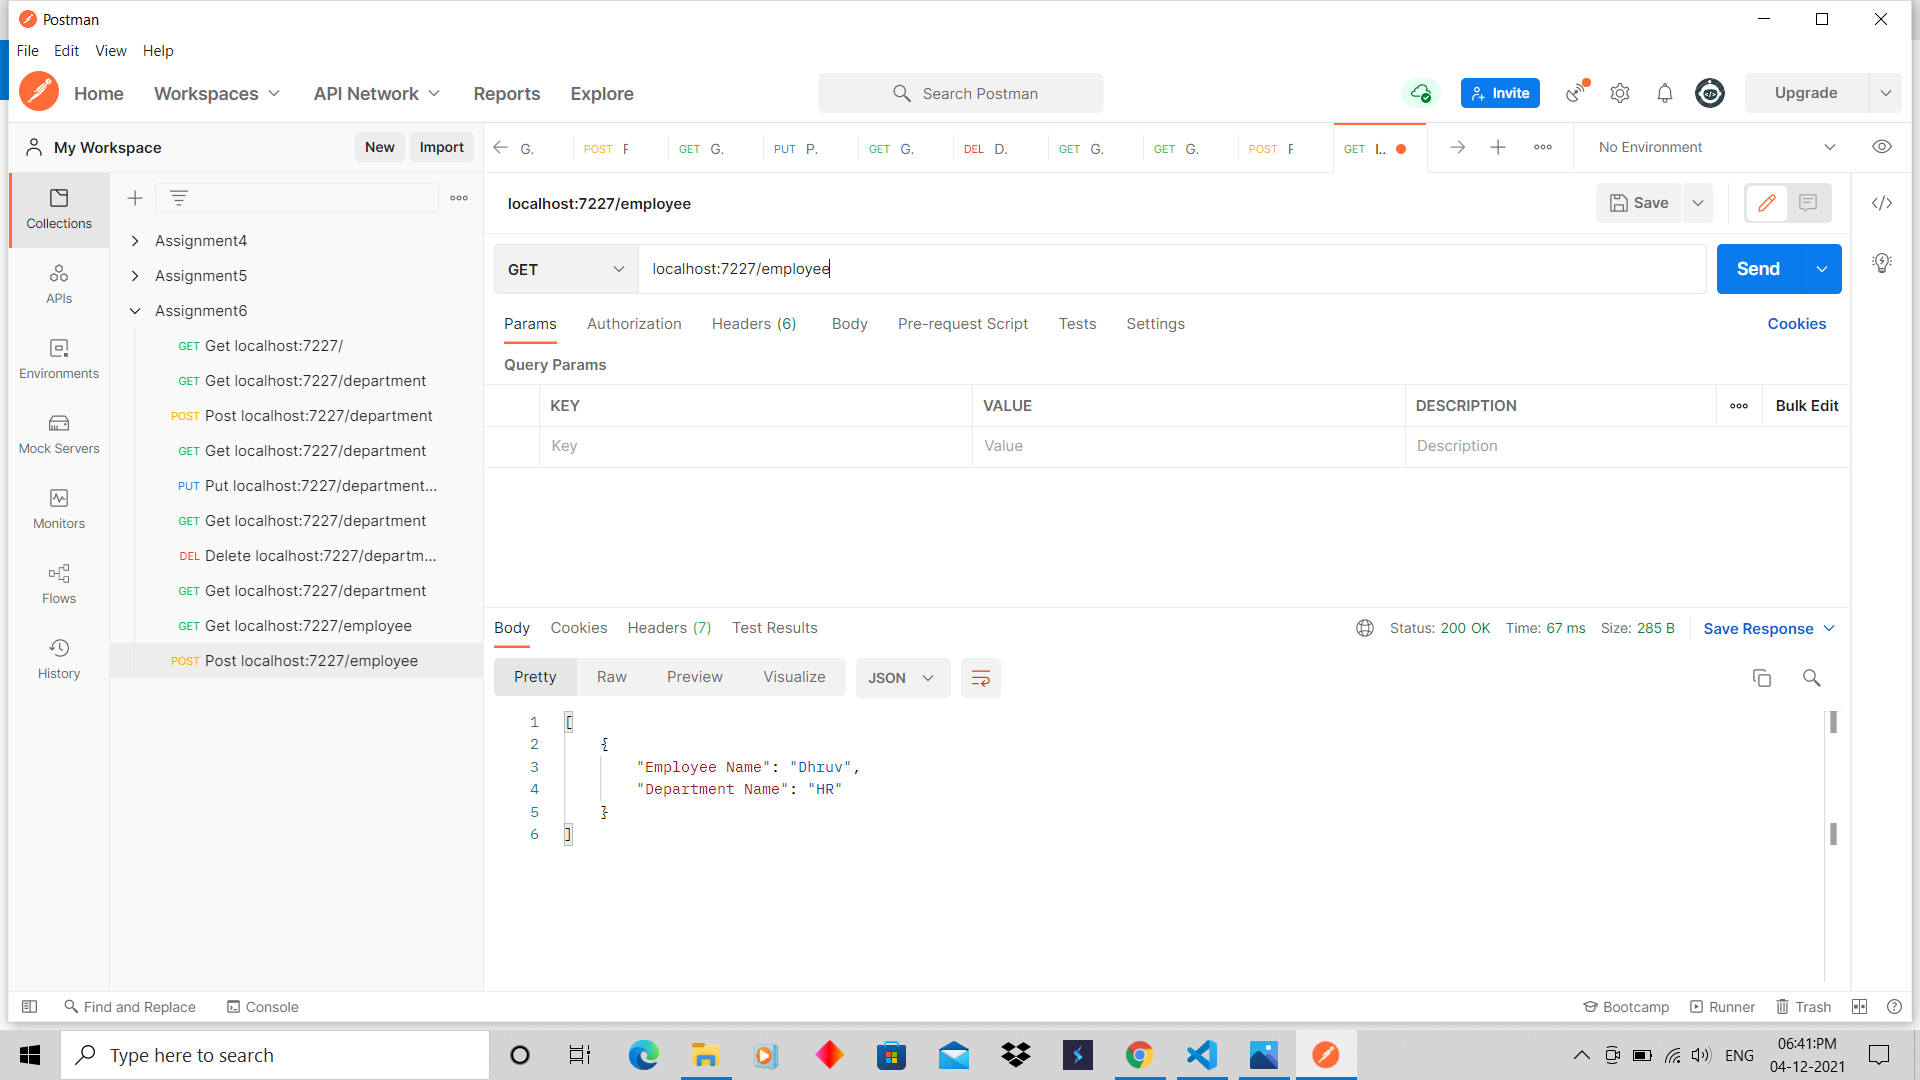 Postman
File Edit View Help
Home Workspaces API Network Reports Explore Search Postman Invite Upgrade
My Workspace New Import
G. POST F GET G. PUT P. GET G. DEL D. GET G. GET G. POST F GET l.. No Environment
Collections
APIs
Environments
Mock Servers
Monitors
Flows
History
Assignment4
Assignment5
Assignment6
GET Get localhost:7227/
GET Get localhost:7227/department
POST Post localhost:7227/department
GET Get localhost:7227/department
PUT Put localhost:7227/department...
GET Get localhost:7227/department
DEL Delete localhost:7227/departm...
GET Get localhost:7227/department
GET Get localhost:7227/employee
POST Post localhost:7227/employee
localhost:7227/employee Save
GET localhost:7227/employee Send
Params Authorization Headers (6) Body Pre-request Script Tests Settings Cookies
Query Params
KEY VALUE DESCRIPTION Bulk Edit
Key Value Description
Body Cookies Headers (7) Test Results Status: 200 OK Time: 67 ms Size: 285 B Save Response
Pretty Raw Preview Visualize JSON
1 [
2 {
3 "Employee Name": "Dhruv",
4 "Department Name": "HR"
5 }
6 ]
Find and Replace Console Bootcamp Runner Trash
Type here to search
ENG
06:41:PM
04-12-2021